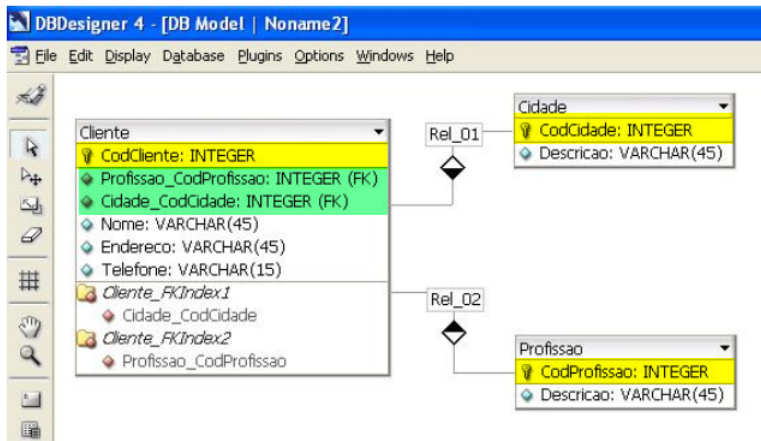 DBDesigner 4 - [DB Model | Noname2]
File Edit Display Database Plugins Options Windows Help
Cliente
CodCliente: INTEGER
Profissao_CodProfissao: INTEGER (FK)
Cidade_CodCidade: INTEGER (FK)
Nome: VARCHAR(45)
Endereco: VARCHAR(45)
Telefone: VARCHAR(15)
Cliente_FKIndex1
Cidade_CodCidade
Cliente_FKIndex2
Profissao_CodProfissao
Rel_01
Cidade
CodCidade: INTEGER
Descricao: VARCHAR(45)
Rel_02
Profissao
CodProfissao: INTEGER
Descricao: VARCHAR(45)